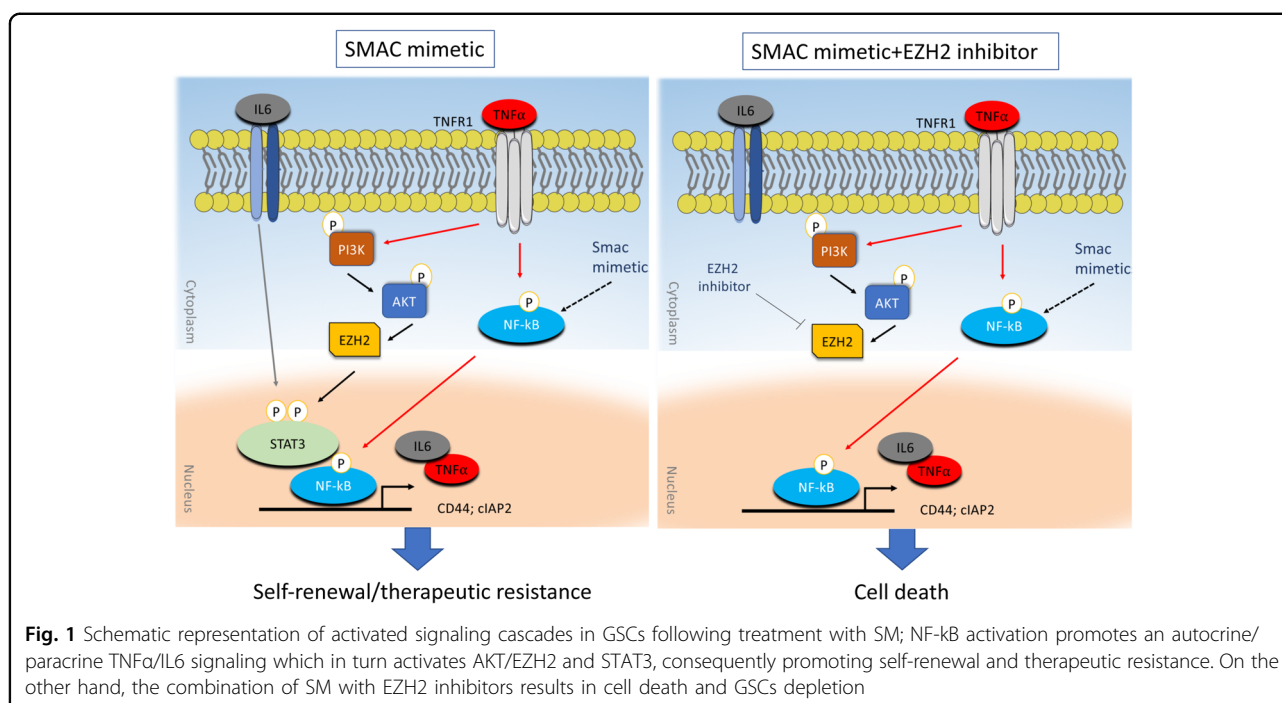 SMAC mimetic
IL6
TNFα
TNFR1
P
PI3K
P
AKT
EZH2
Smac
mimetic
P
NF-kB
Cytoplasm
P P
STAT3
P
NF-kB
IL6
TNFα
CD44; cIAP2
Nucleus
Self-renewal/therapeutic resistance
SMAC mimetic+EZH2 inhibitor
IL6
TNFα
TNFR1
P
PI3K
P
AKT
EZH2
inhibitor
EZH2
Smac
mimetic
P
NF-kB
Cytoplasm
P
NF-kB
IL6
TNFα
CD44; cIAP2
Nucleus
Cell death
Fig. 1 Schematic representation of activated signaling cascades in GSCs following treatment with SM; NF-kB activation promotes an autocrine/
paracrine TNFα/IL6 signaling which in turn activates AKT/EZH2 and STAT3, consequently promoting self-renewal and therapeutic resistance. On the
other hand, the combination of SM with EZH2 inhibitors results in cell death and GSCs depletion